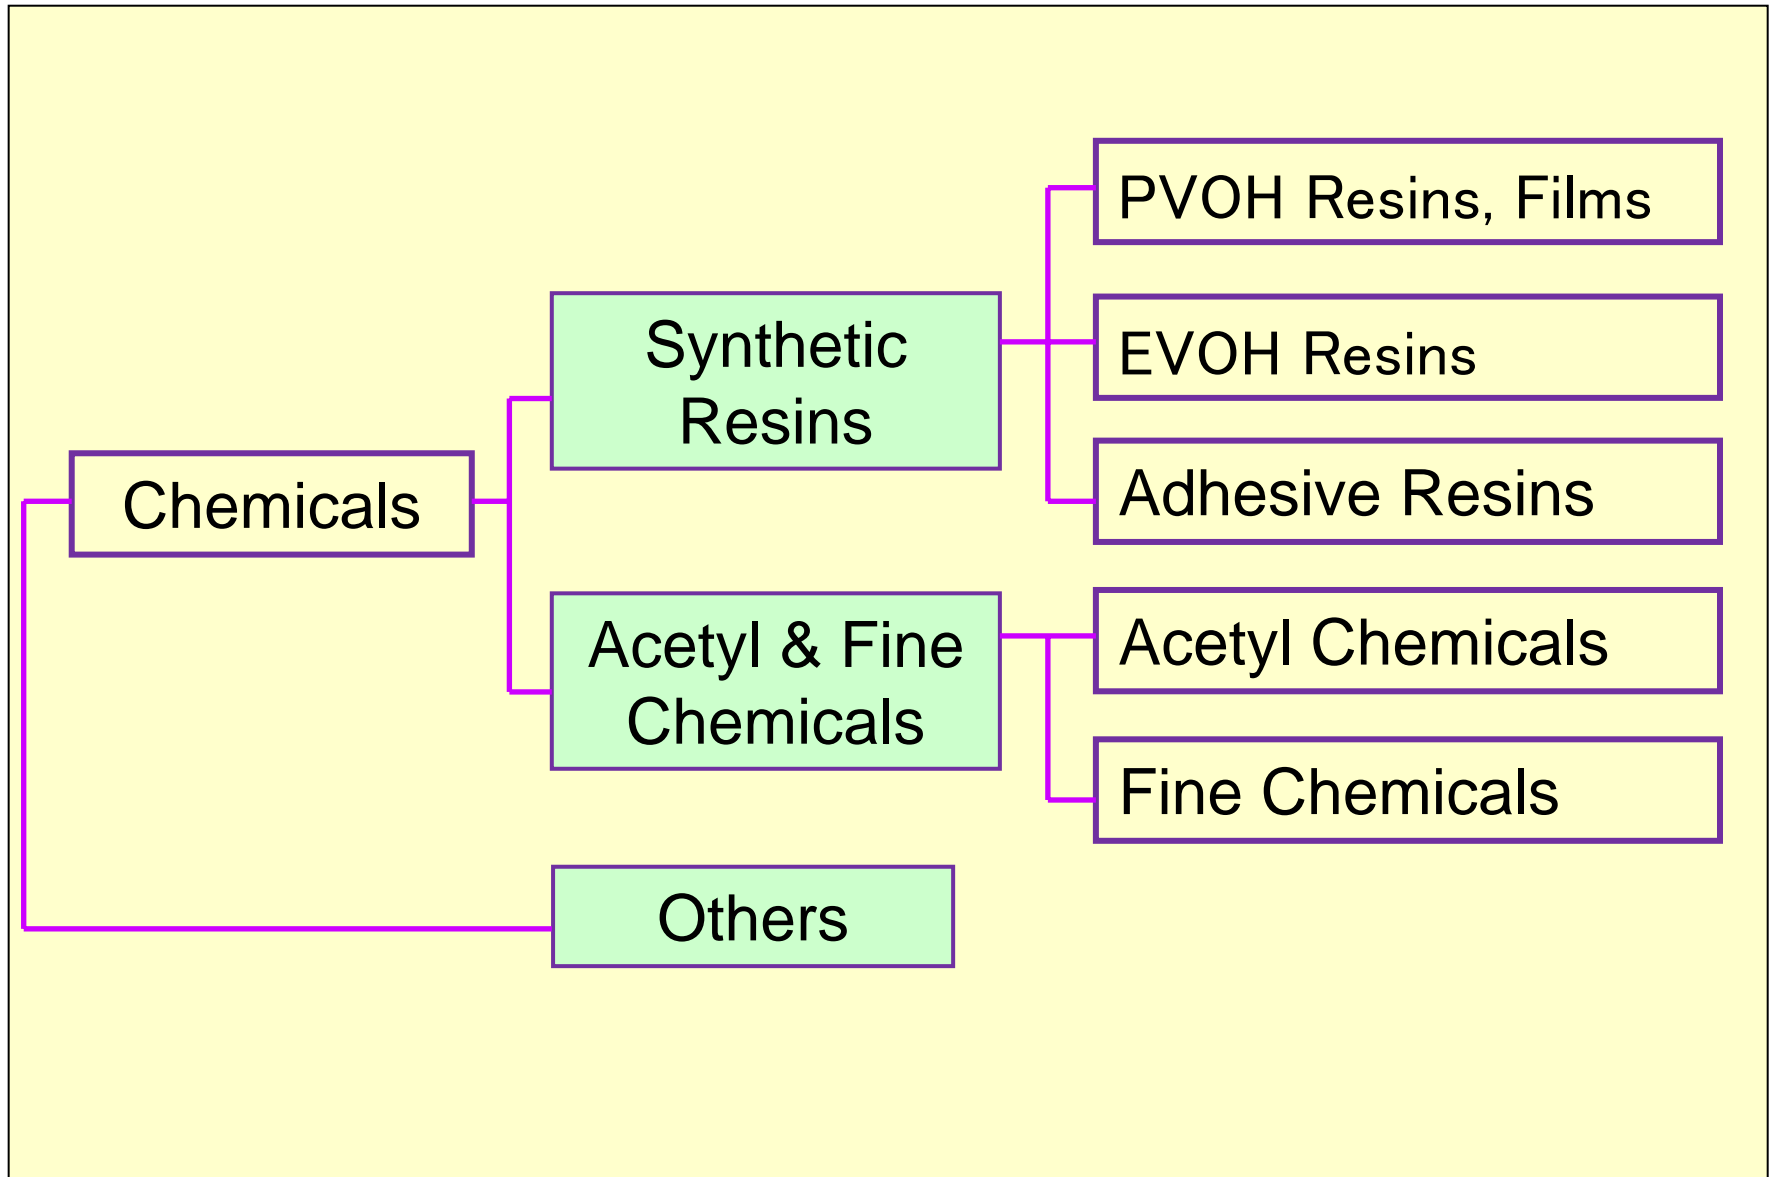 Chemicals
Synthetic
Resins
PVOH Resins, Films
EVOH Resins
Adhesive Resins
Acetyl & Fine
Chemicals
Acetyl Chemicals
Fine Chemicals
Others